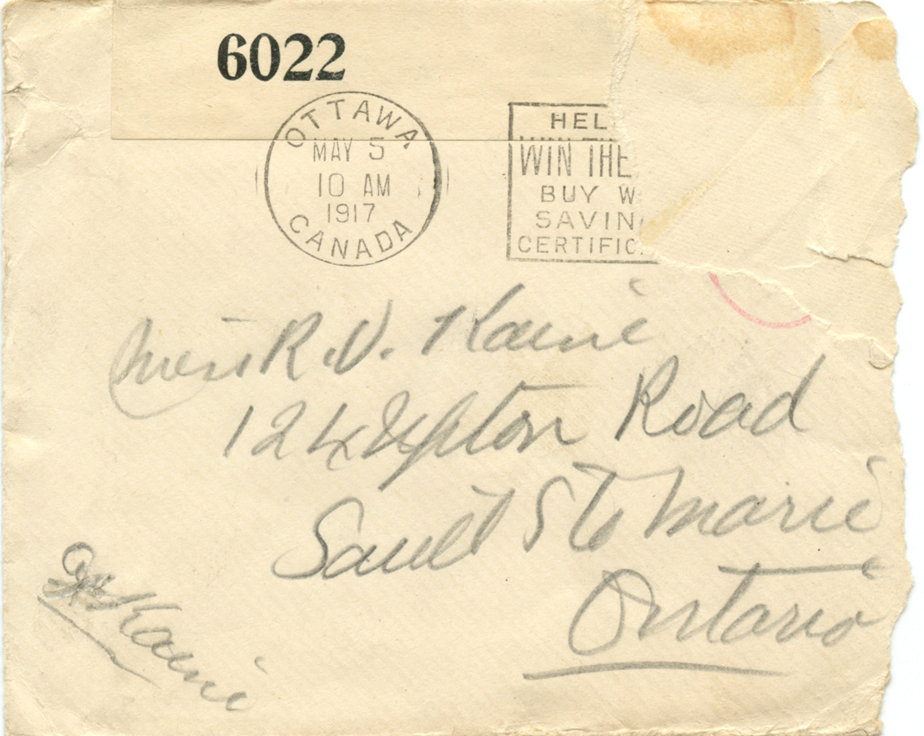 6022
OTTAWA
MAY 5
10 AM
1917
CANADA
HEL
WIN THE
BUY W
SAVIN
CERTIFIC
R. V. Kaine
124 Upton Road
Sault Ste Marie
Ontario
Kaine